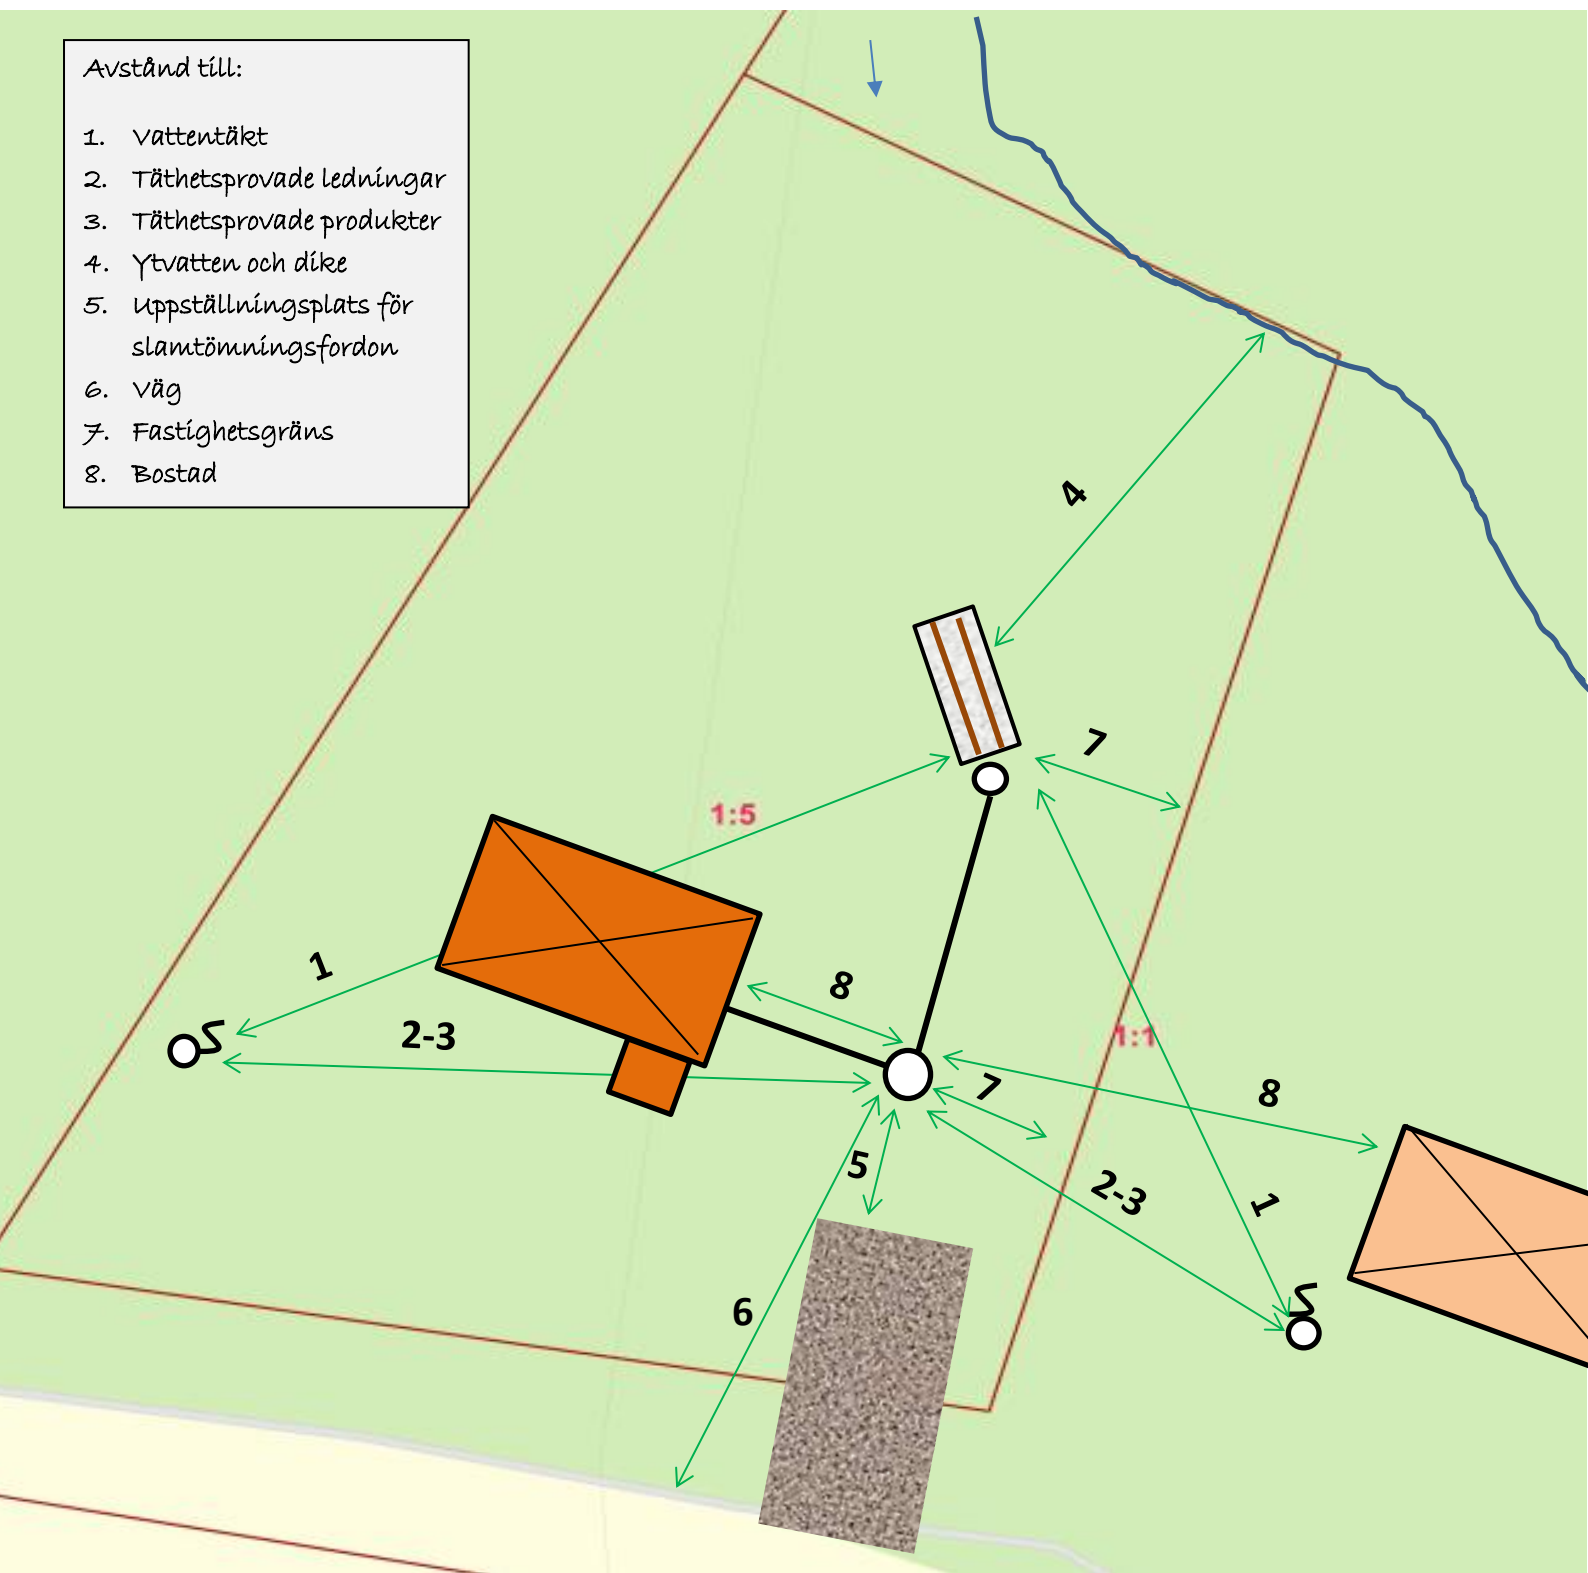 Avstånd till:
1. Vattentäkt
2. Täthetsprovade ledningar
3. Täthetsprovade produkter
4. Ytvatten och dike
5. Uppställningsplats för
slamtömningsfordon
6. Väg
7. Fastighetsgräns
8. Bostad
4
7
1:5
1
2-3
8
1:1
7
8
5
2-3
1
6